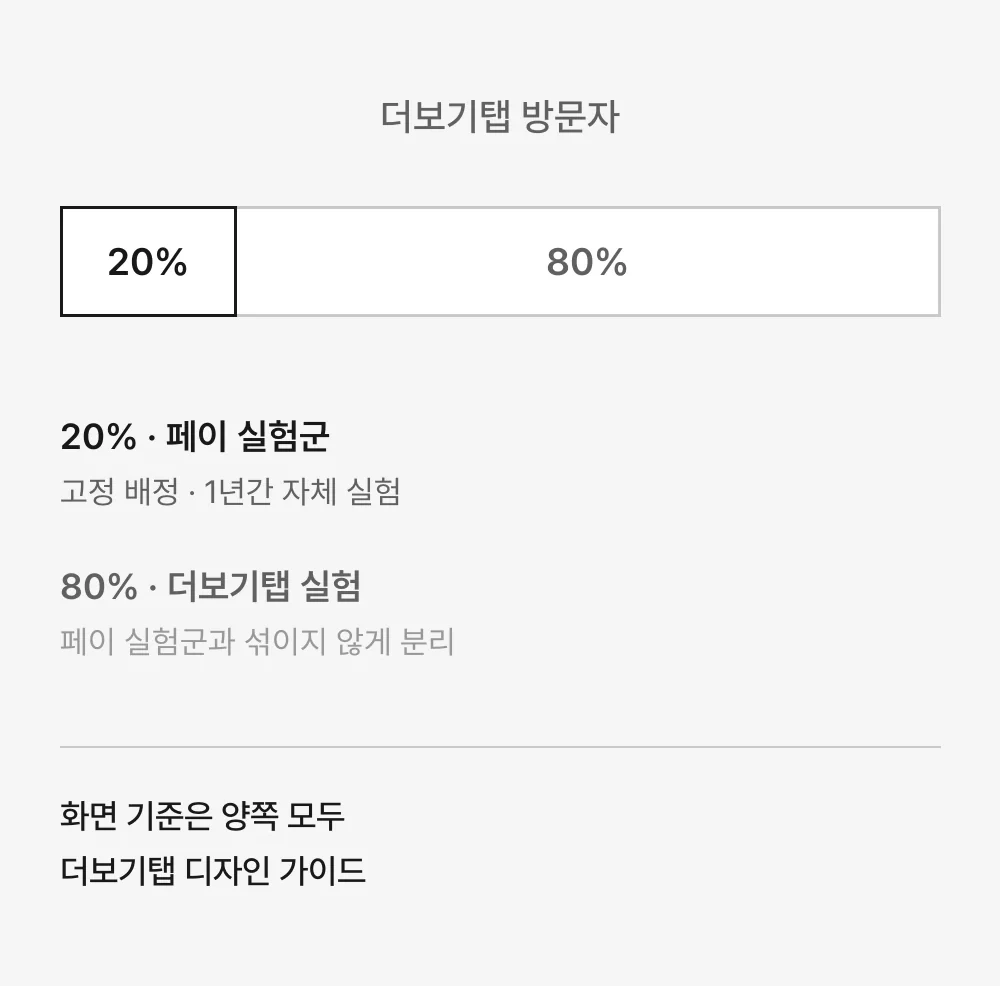 더보기탭 방문자
20%
80%
20% · 페이 실험군
고정 배정 · 1년간 자체 실험
80% · 더보기탭 실험
페이 실험군과 섞이지 않게 분리
화면 기준은 양쪽 모두
더보기탭 디자인 가이드